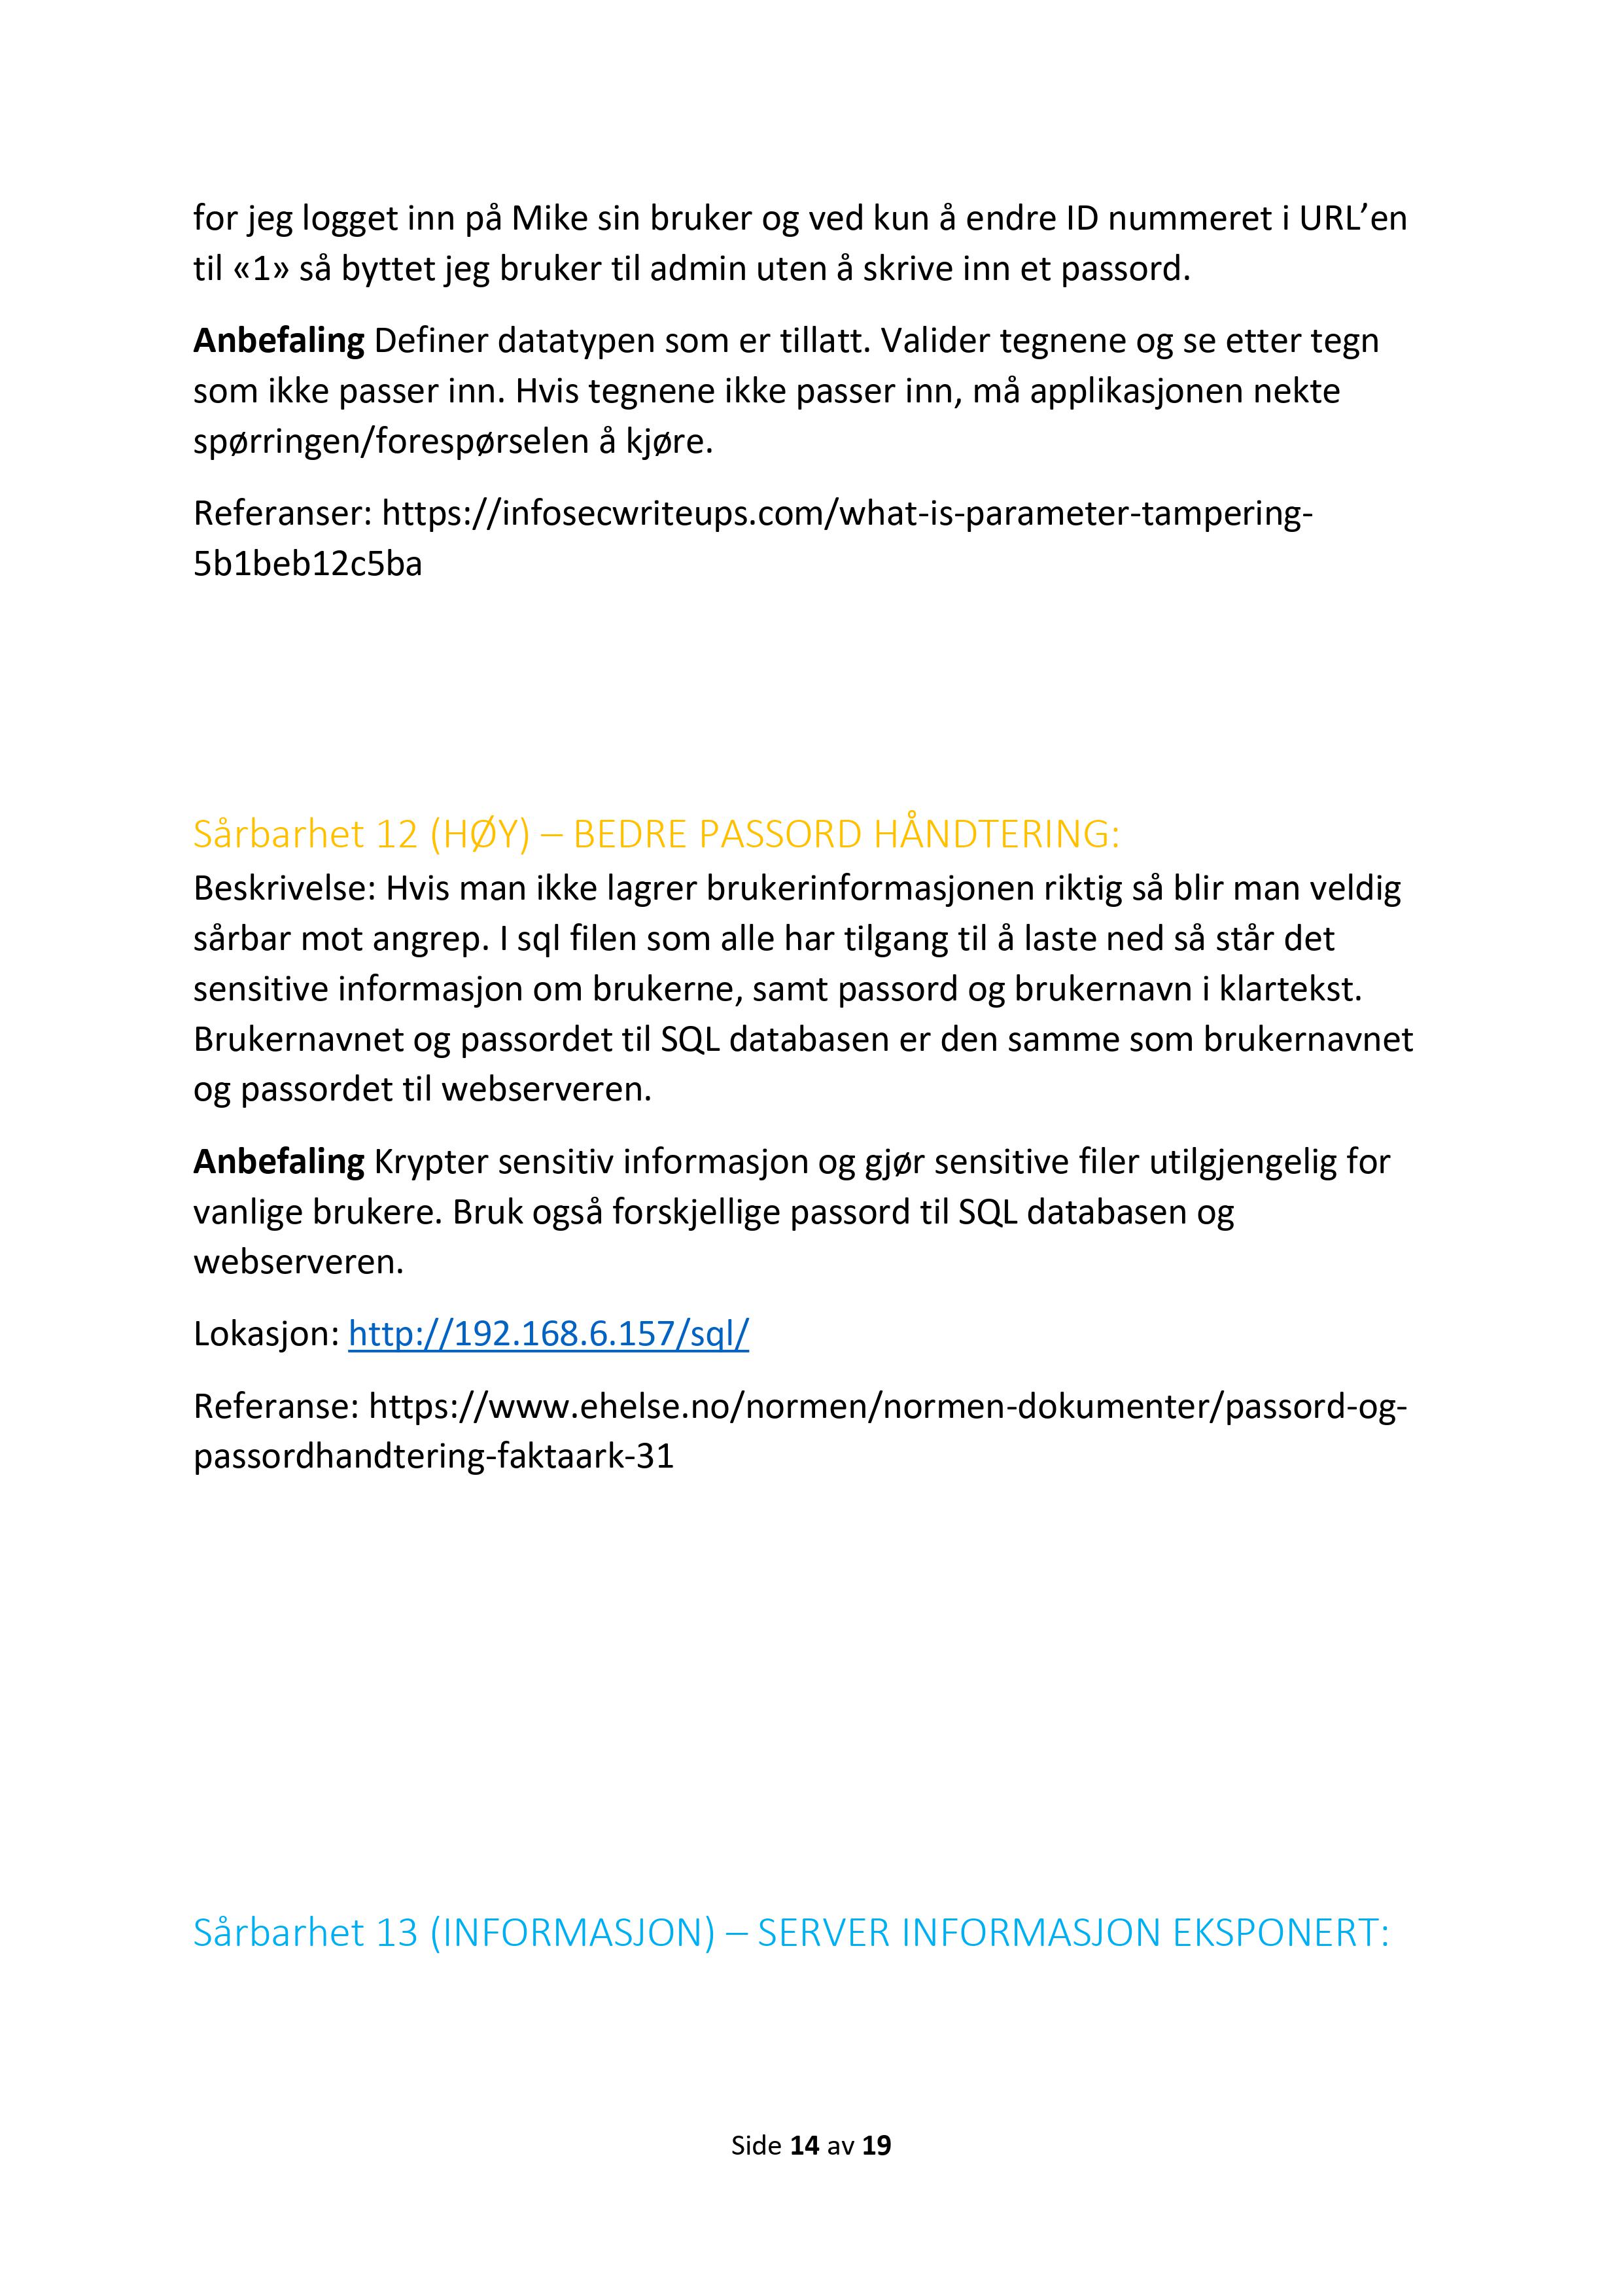 for jeg logget inn på Mike sin bruker og ved kun å endre ID nummeret i URL’en
til «1» så byttet jeg bruker til admin uten å skrive inn et passord.
Anbefaling Definer datatypen som er tillatt. Valider tegnene og se etter tegn
som ikke passer inn. Hvis tegnene ikke passer inn, må applikasjonen nekte
spørringen/forespørselen å kjøre.
Referanser: https://infosecwriteups.com/what-is-parameter-tampering-
5b1beb12c5ba
Sårbarhet 12 (HØY) – BEDRE PASSORD HÅNDTERING:
Beskrivelse: Hvis man ikke lagrer brukerinformasjonen riktig så blir man veldig
sårbar mot angrep. I sql filen som alle har tilgang til å laste ned så står det
sensitive informasjon om brukerne, samt passord og brukernavn i klartekst.
Brukernavnet og passordet til SQL databasen er den samme som brukernavnet
og passordet til webserveren.
Anbefaling Krypter sensitiv informasjon og gjør sensitive filer utilgjengelig for
vanlige brukere. Bruk også forskjellige passord til SQL databasen og
webserveren.
Lokasjon: http://192.168.6.157/sql/
Referanse: https://www.ehelse.no/normen/normen-dokumenter/passord-og-
passordhandtering-faktaark-31
Sårbarhet 13 (INFORMASJON) – SERVER INFORMASJON EKSPONERT:
Side 14 av 19